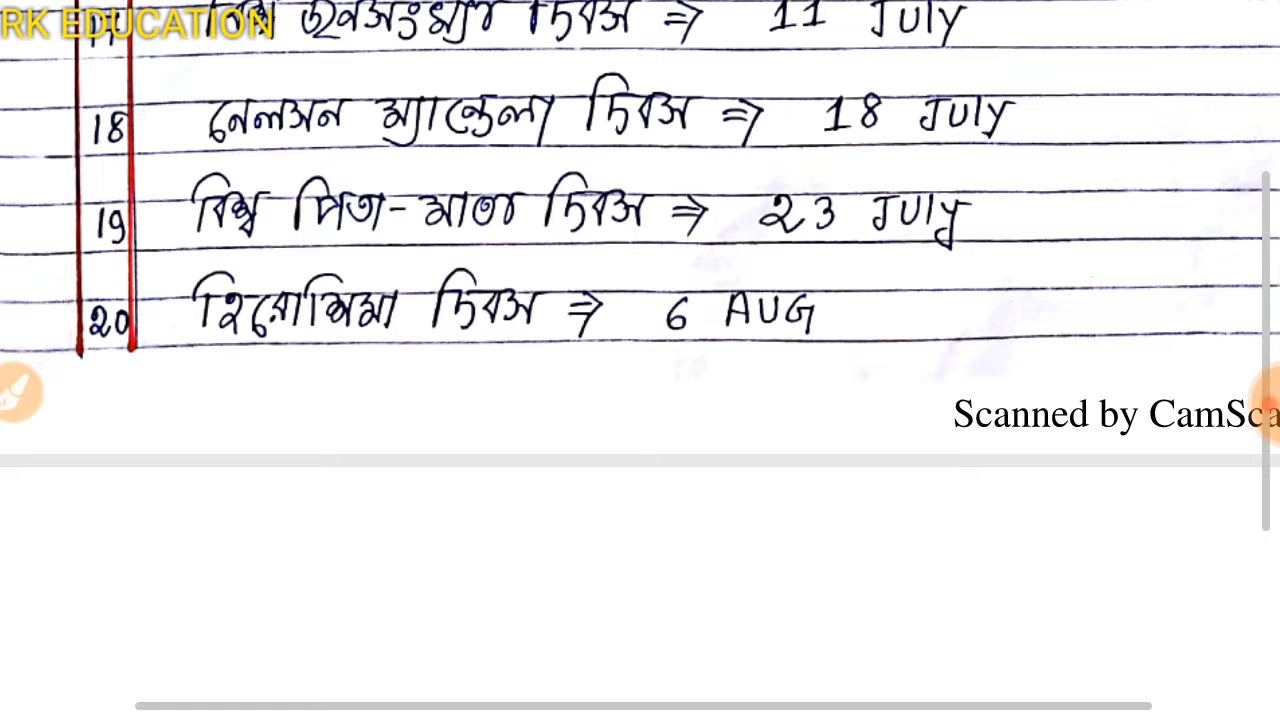 RK EDUCATION
17 বিশ্ব জনসংখ্যা দিবস ⇒ 11 JULY
18 নেলসন ম্যান্ডেলা দিবস ⇒ 18 JULY
19 বিশ্ব পিতা-মাতা দিবস ⇒ 23 JULY
20 হিরোশিমা দিবস ⇒ 6 AUG
Scanned by CamSca